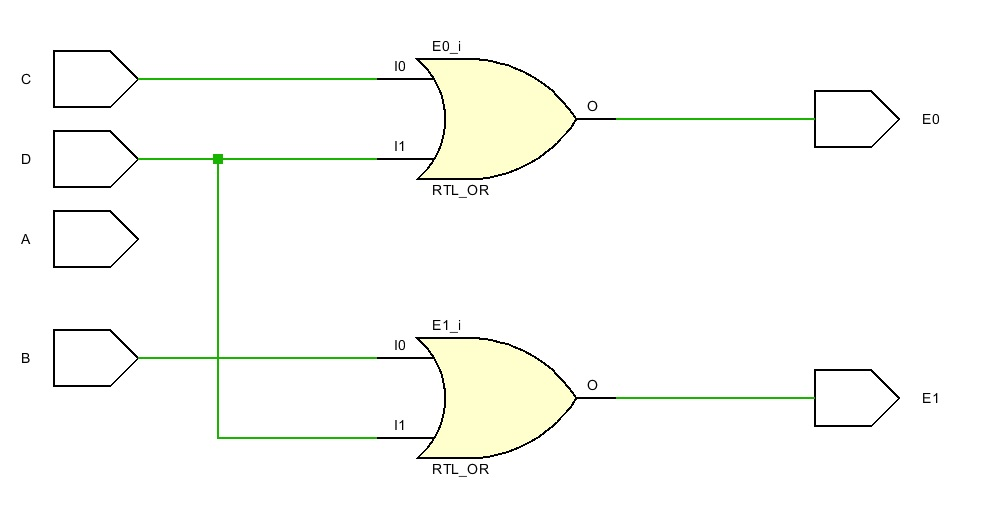 E0_i
C
I0
O
E0
D
I1
RTL_OR
A
E1_i
B
I0
O
E1
I1
RTL_OR